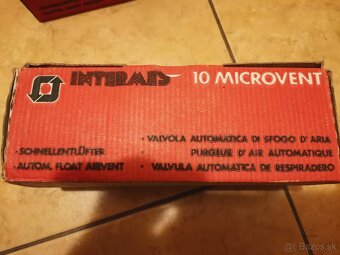 INTERMES 10 MICROVENT
• VALVOLA AUTOMATICA DI SFOGO D'ARIA
• SCHNELLENTLÜFTER PURGEUR D'AIR AUTOMATIQUE
• AUTOM. FLOAT AIRVENT • VALVULA AUTOMATICA DE RESPIRADERO
© Bazos.sk